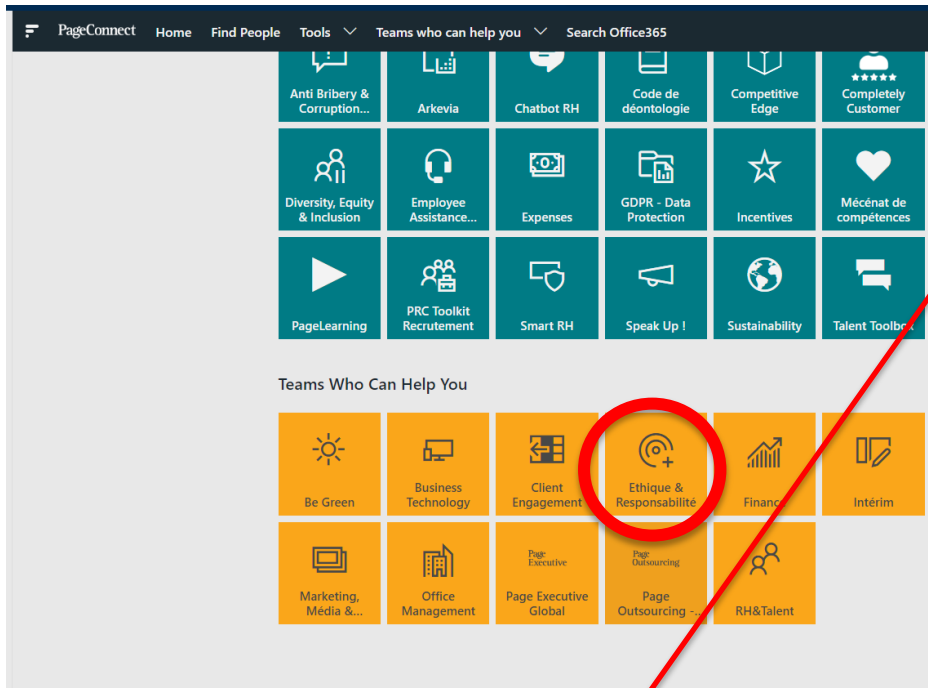 PageConnect Home Find People Tools Teams who can help you Search Office365
Anti Bribery &
Corruption...
Arkevia
Chatbot RH
Code de
déontologie
Competitive
Edge
Completely
Customer
Diversity, Equity
& Inclusion
Employee
Assistance...
Expenses
GDPR - Data
Protection
Incentives
Mécénat de
compétences
PageLearning
PRC Toolkit
Recrutement
Smart RH
Speak Up !
Sustainability
Talent Toolbox
Teams Who Can Help You
Be Green
Business
Technology
Client
Engagement
Ethique &
Responsabilité
Finance
Intérim
Marketing,
Média &...
Office
Management
Page
Executive
Page Executive
Global
Page
Outsourcing
Page
Outsourcing -...
RH&Talent